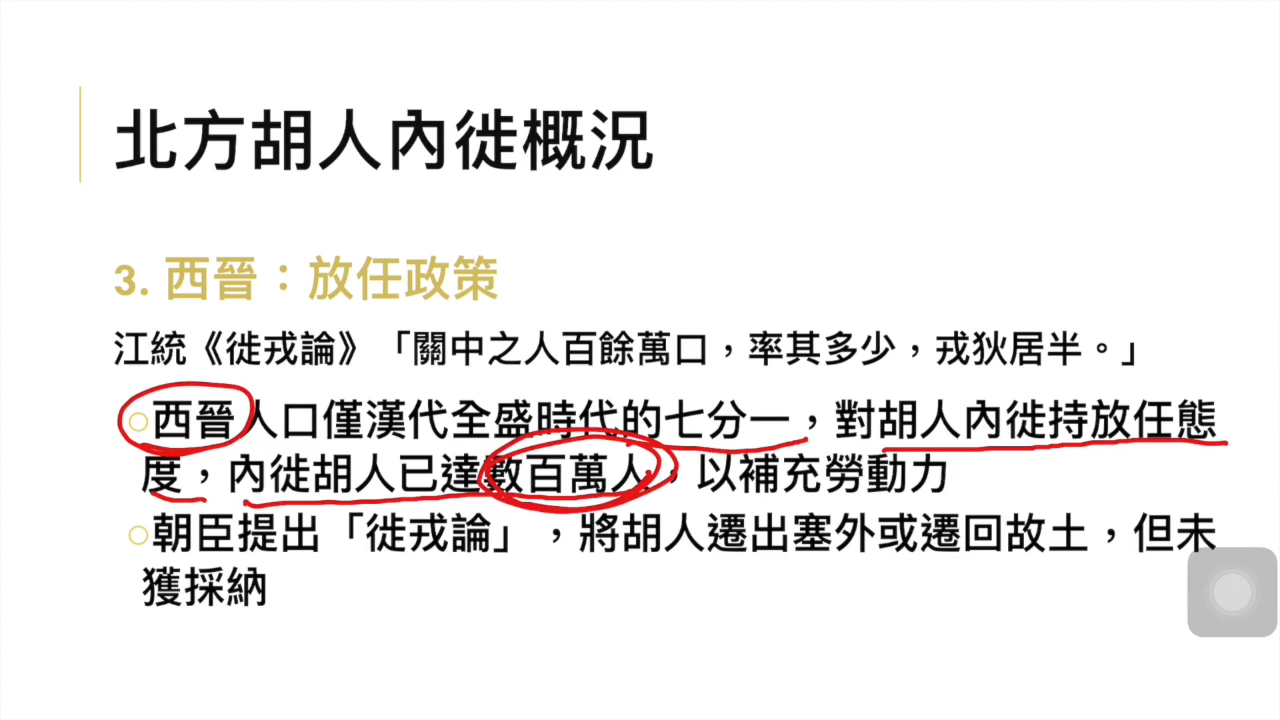 北方胡人內徙概況
3. 西晉：放任政策
江統《徙戎論》「關中之人百餘萬口，率其多少，戎狄居半。」
○西晉人口僅漢代全盛時代的七分一，對胡人內徙持放任態
度，內徙胡人已達數百萬人，以補充勞動力
○朝臣提出「徙戎論」，將胡人遷出塞外或遷回故土，但未
獲採納